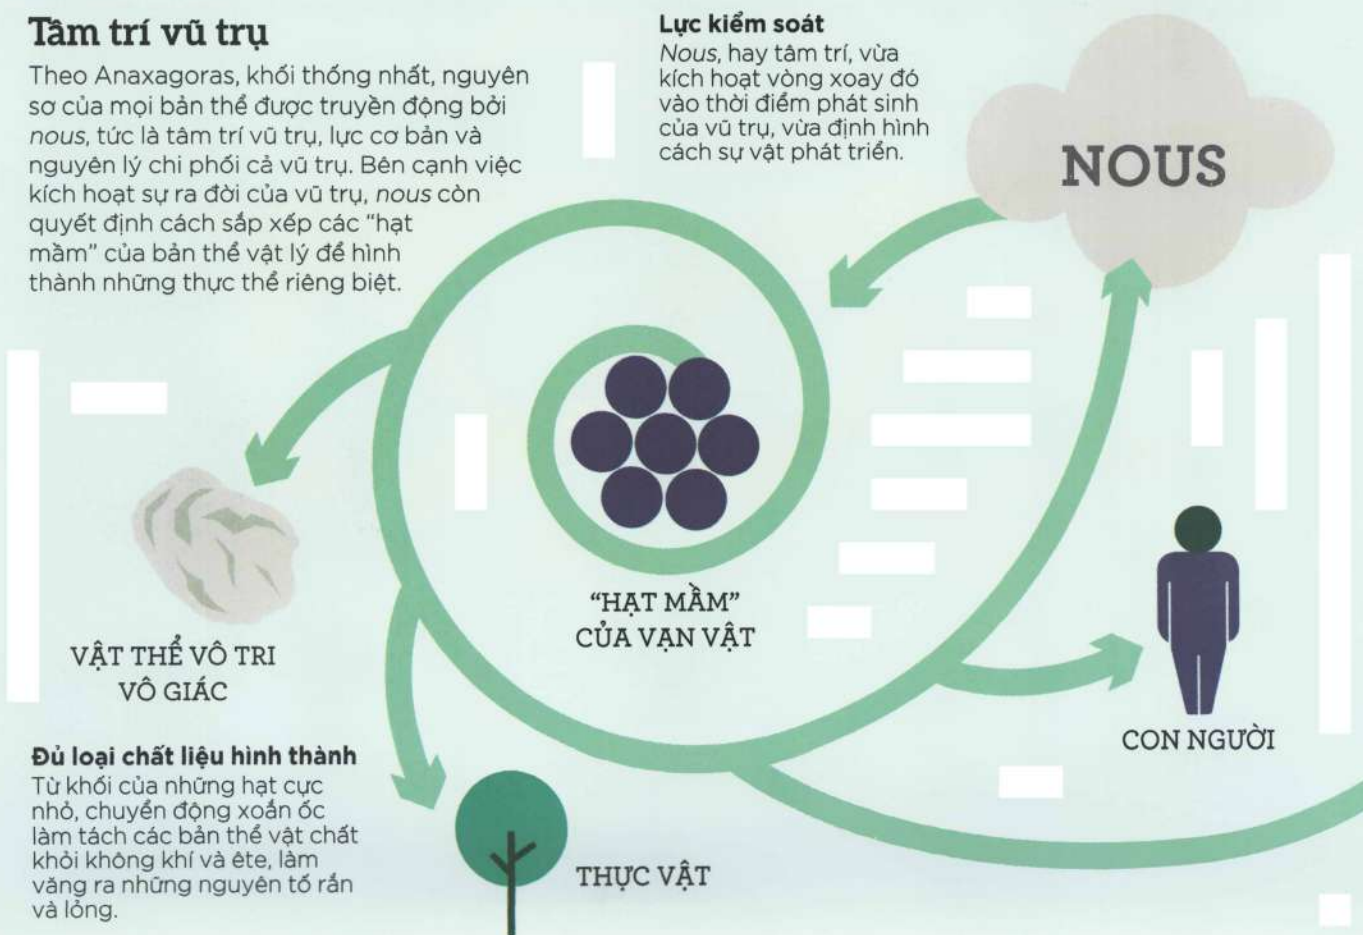 Tâm trí vũ trụ
Theo Anaxagoras, khối thống nhất, nguyên
sơ của mọi bản thể được truyền động bởi
nous, tức là tâm trí vũ trụ, lực cơ bản và
nguyên lý chi phối cả vũ trụ. Bên cạnh việc
kích hoạt sự ra đời của vũ trụ, nous còn
quyết định cách sắp xếp các “hạt
mầm” của bản thể vật lý để hình
thành những thực thể riêng biệt.
Lực kiểm soát
Nous, hay tâm trí, vừa
kích hoạt vòng xoay đó
vào thời điểm phát sinh
của vũ trụ, vừa định hình
cách sự vật phát triển.
NOUS
“HẠT MẦM”
CỦA VẠN VẬT
VẬT THỂ VÔ TRI
VÔ GIÁC
CON NGƯỜI
Đủ loại chất liệu hình thành
Từ khối của những hạt cực
nhỏ, chuyển động xoắn ốc
làm tách các bản thể vật chất
khỏi không khí và ête, làm
văng ra những nguyên tố rắn
và lỏng.
THỰC VẬT